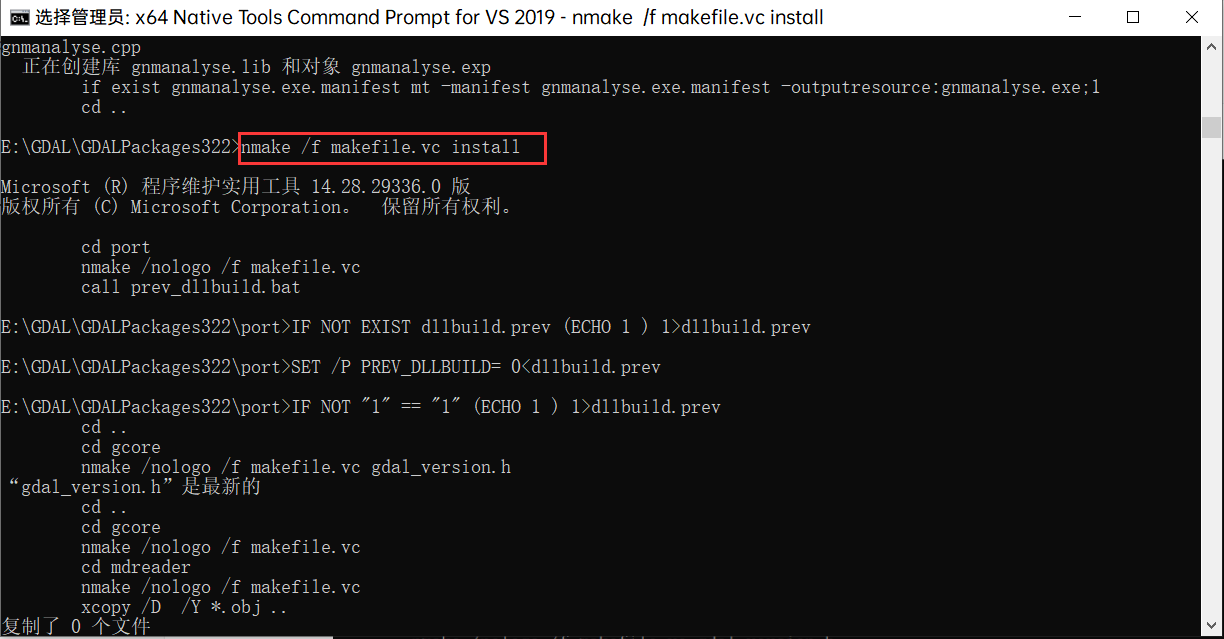 选择管理员: x64 Native Tools Command Prompt for VS 2019 - nmake  /f makefile.vc install
gnmanalyse.cpp
正在创建库 gnmanalyse.lib 和对象 gnmanalyse.exp
if exist gnmanalyse.exe.manifest mt -manifest gnmanalyse.exe.manifest -outputresource:gnmanalyse.exe;1
cd ..
E:\GDAL\GDALPackages322>nmake /f makefile.vc install
Microsoft (R) 程序维护实用工具 14.28.29336.0 版
版权所有 (C) Microsoft Corporation。  保留所有权利。
cd port
nmake /nologo /f makefile.vc
call prev_dllbuild.bat
E:\GDAL\GDALPackages322\port>IF NOT EXIST dllbuild.prev (ECHO 1 ) 1>dllbuild.prev
E:\GDAL\GDALPackages322\port>SET /P PREV_DLLBUILD= 0<dllbuild.prev
E:\GDAL\GDALPackages322\port>IF NOT "1" == "1" (ECHO 1 ) 1>dllbuild.prev
cd ..
cd gcore
nmake /nologo /f makefile.vc gdal_version.h
“gdal_version.h”是最新的
cd ..
cd gcore
nmake /nologo /f makefile.vc
cd mdreader
nmake /nologo /f makefile.vc
xcopy /D  /Y *.obj ..
复制了 0 个文件